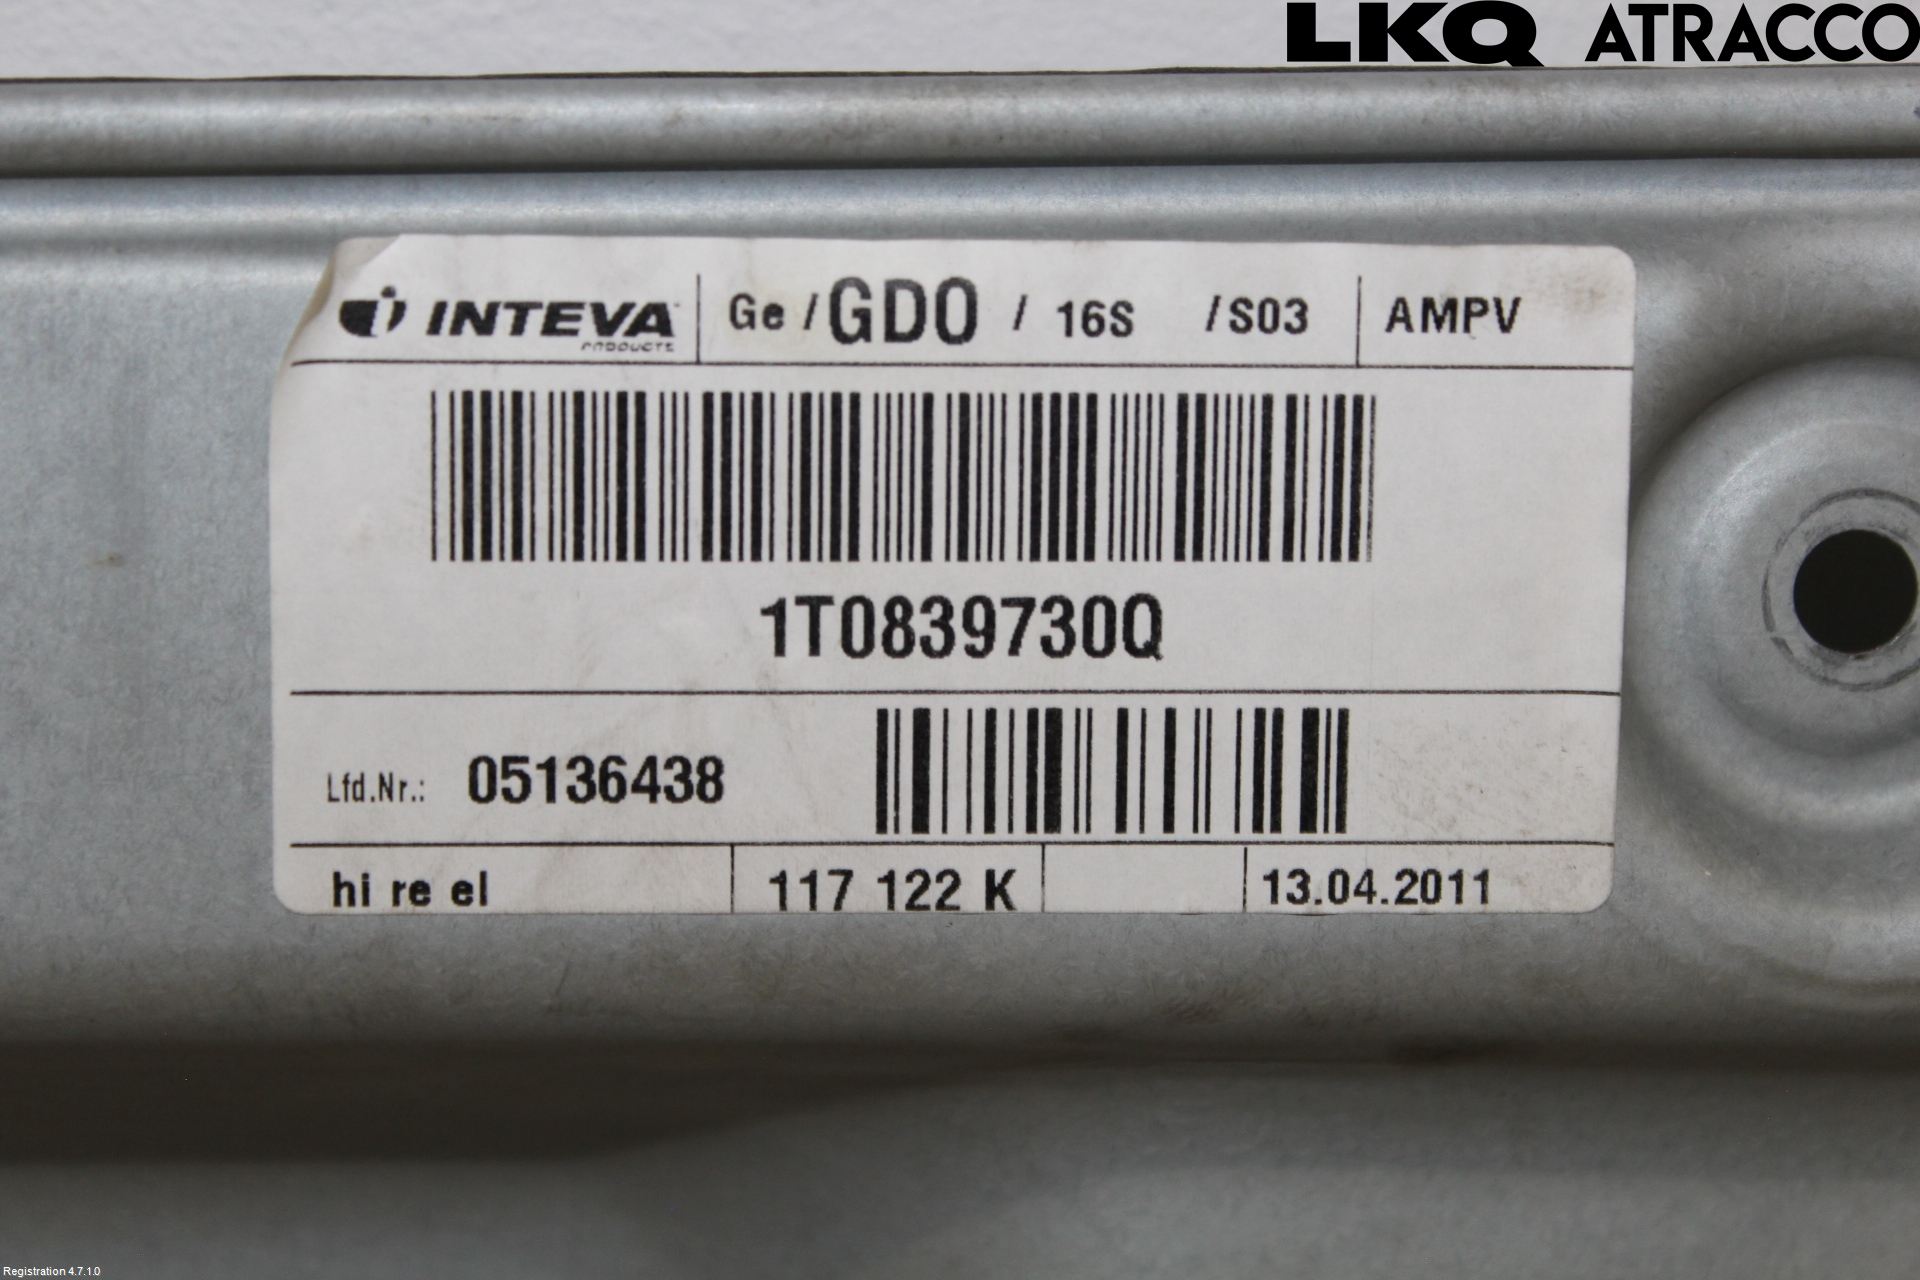 LKQ ATRACCO
INTEVA
PRODUCTS
Ge / GDO / 16S /S03
AMPV
1T0839730Q
Lfd.Nr.: 05136438
hi re el
117 122 K
13.04.2011
Registration 4.7.1.0